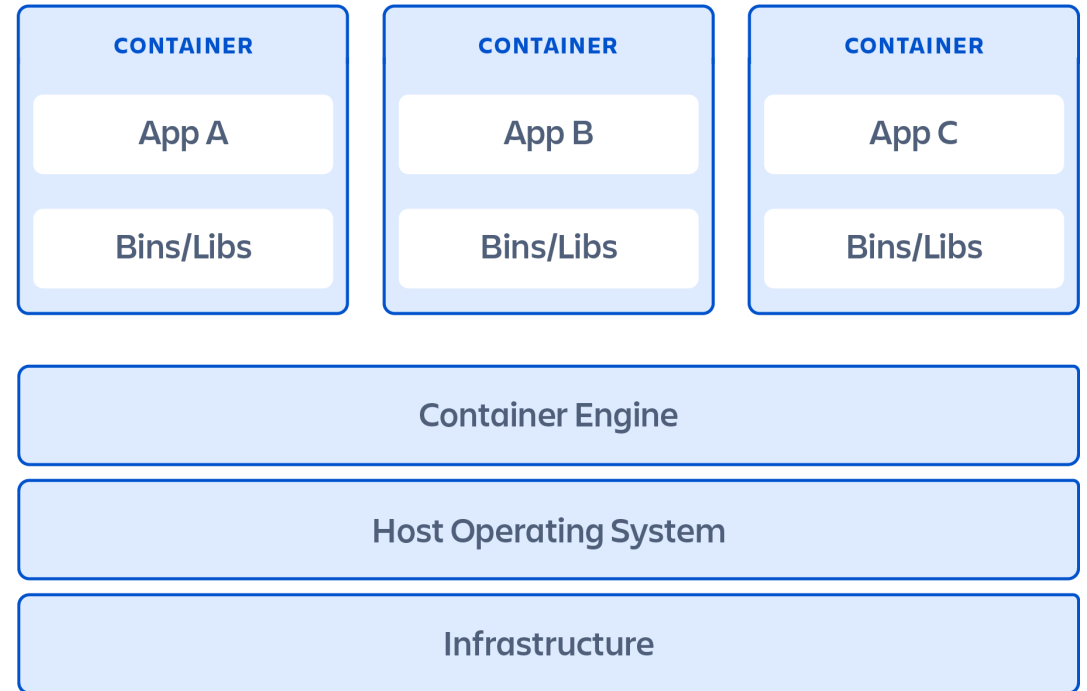 CONTAINER
CONTAINER
CONTAINER
App A
App B
App C
Bins/Libs
Bins/Libs
Bins/Libs
Container Engine
Host Operating System
Infrastructure